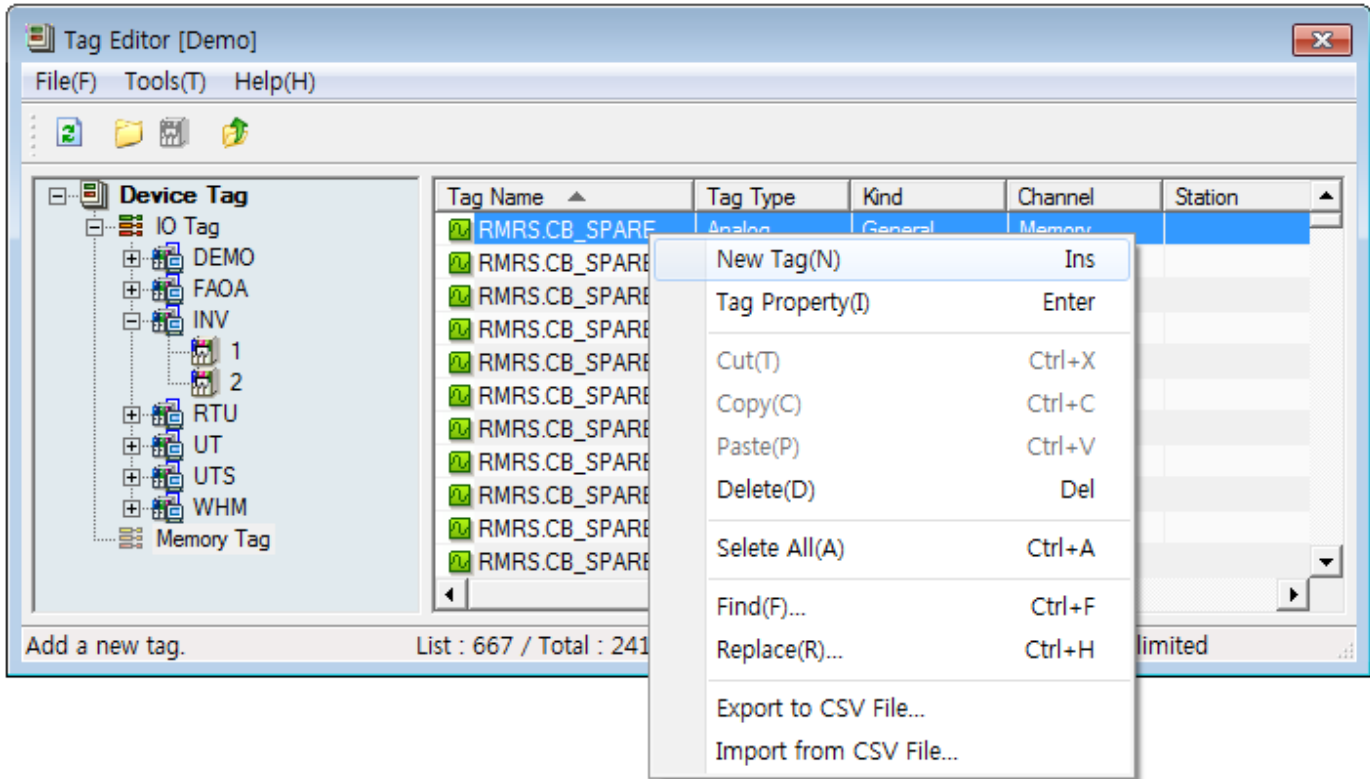 Tag Editor [Demo]
File(F) Tools(T) Help(H)
Device Tag
IO Tag
DEMO
FAOA
INV
1
2
RTU
UT
UTS
WHM
Memory Tag
Tag Name Tag Type Kind Channel Station
RMRS.CB_SPARE Analog General Memory
RMRS.CB_SPARE
RMRS.CB_SPARE
RMRS.CB_SPARE
RMRS.CB_SPARE
RMRS.CB_SPARE
RMRS.CB_SPARE
RMRS.CB_SPARE
RMRS.CB_SPARE
RMRS.CB_SPARE
RMRS.CB_SPARE
New Tag(N) Ins
Tag Property(I) Enter
Cut(T) Ctrl+X
Copy(C) Ctrl+C
Paste(P) Ctrl+V
Delete(D) Del
Selete All(A) Ctrl+A
Find(F)... Ctrl+F
Replace(R)... Ctrl+H
Export to CSV File...
Import from CSV File...
Add a new tag. List : 667 / Total : 241 limited